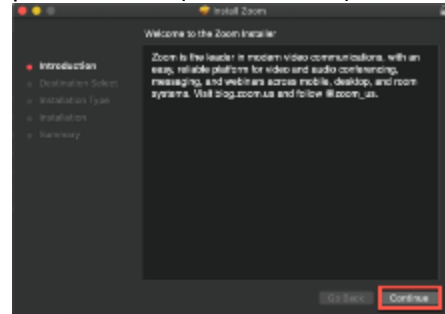 Install Zoom
Welcome to the Zoom Installer
Introduction
Destination Select
Installation Type
Installation
Summary
Zoom is the leader in modern video communications, with an
easy, reliable platform for video and audio conferencing,
messaging, and webinars across mobile, desktop, and room
systems. Visit blog.zoom.us and follow @zoom_us.
Go Back
Continue